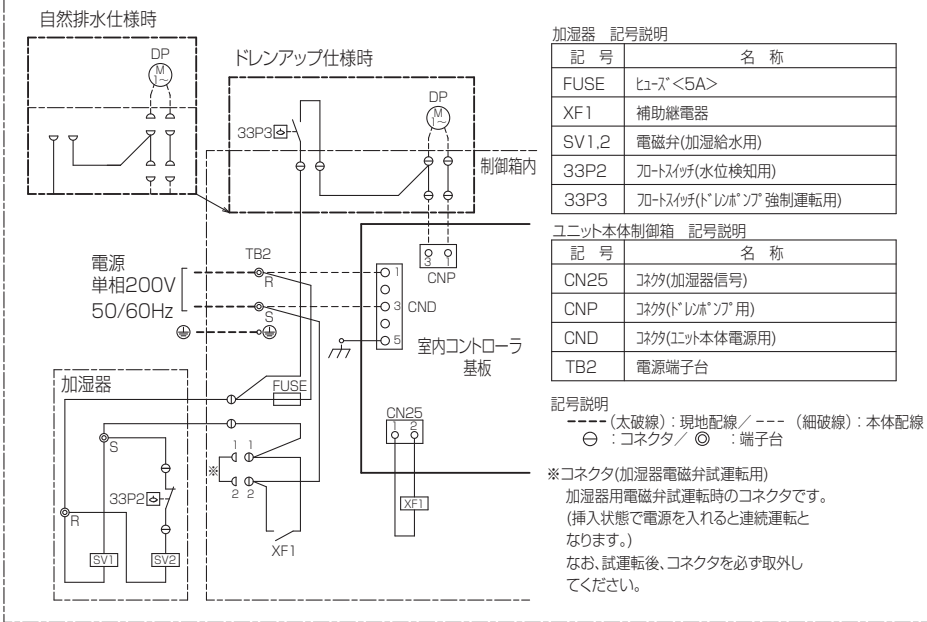 自然排水仕様時
DP
M
1~
ドレンアップ仕様時
DP
M
1~
33P3
制御箱内
電源
単相200V
50/60Hz
TB2
R
S
3 1
CNP
1
3 CND
5
室内コントローラ
基板
加湿器
FUSE
CN25
1 2
S
1 1
※
2 2
33P2
R
XF1
SV1
SV2
XF1
加湿器 記号説明
記 号 名 称
FUSE ﾋｭｰｽﾞ<5A>
XF1 補助継電器
SV1,2 電磁弁(加湿給水用)
33P2 ﾌﾛｰﾄｽｲｯﾁ(水位検知用)
33P3 ﾌﾛｰﾄｽｲｯﾁ(ﾄﾞﾚﾝﾎﾟﾝﾌﾟ強制運転用)
ユニット本体制御箱 記号説明
記 号 名 称
CN25 ｺﾈｸﾀ(加湿器信号)
CNP ｺﾈｸﾀ(ﾄﾞﾚﾝﾎﾟﾝﾌﾟ用)
CND ｺﾈｸﾀ(ﾕﾆｯﾄ本体電源用)
TB2 電源端子台
記号説明
---- (太破線)：現地配線／ --- (細破線)：本体配線
⊖ ：コネクタ／ ◎ ：端子台
※コネクタ(加湿器電磁弁試運転用)
加湿器用電磁弁試運転時のコネクタです。
(挿入状態で電源を入れると連続運転と
なります。)
なお、試運転後、コネクタを必ず取外し
てください。